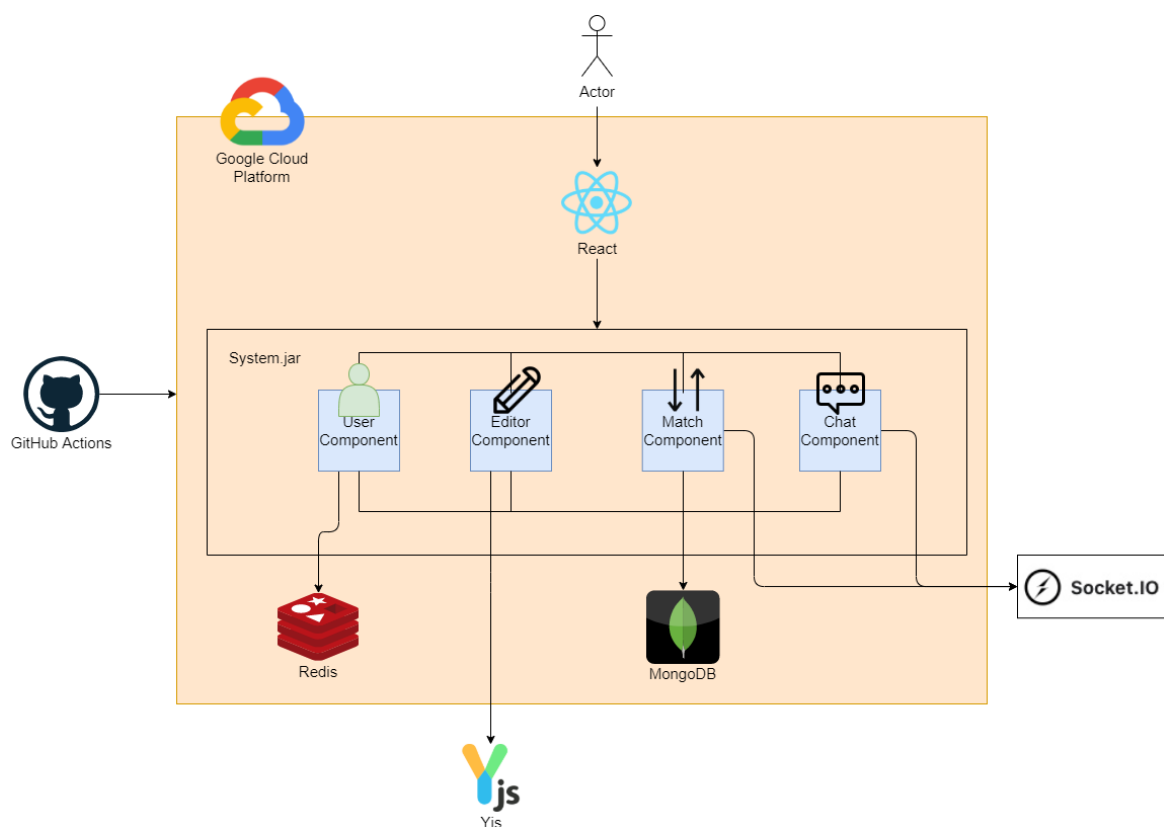 Actor
Google Cloud
Platform
React
System.jar
User
Component
Editor
Component
Match
Component
Chat
Component
GitHub Actions
Socket.IO
Redis
MongoDB
Yjs
Yjs